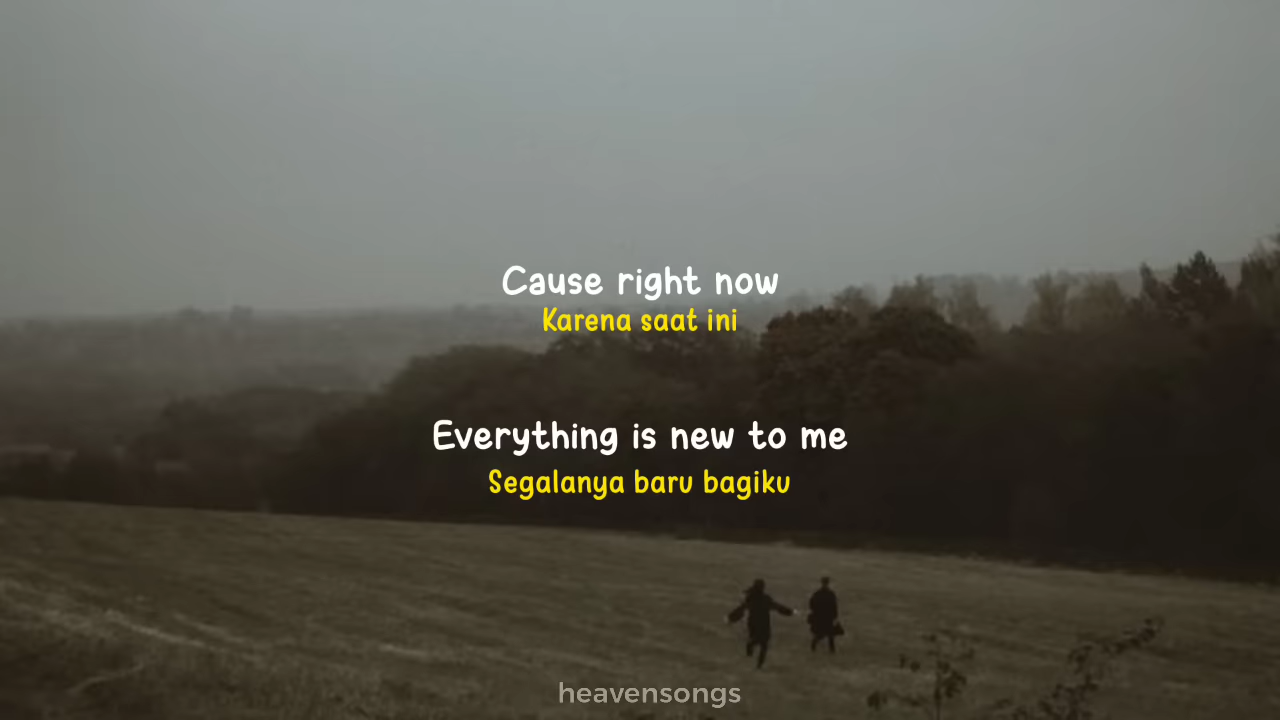 Cause right now
Karena saat ini
Everything is new to me
Segalanya baru bagiku
heavensongs